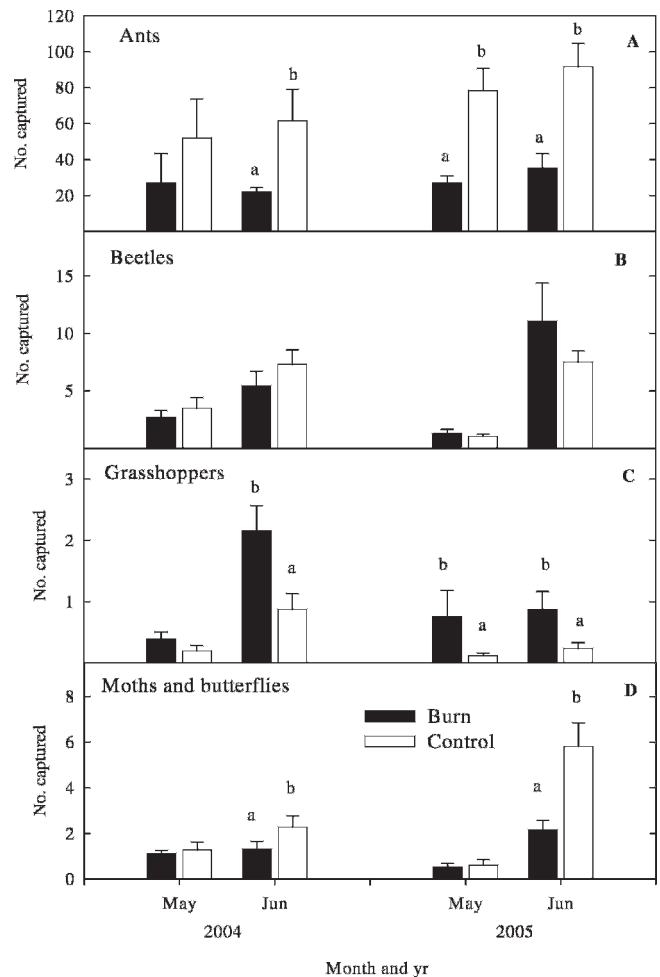 Ants
A
No. captured
120
100
80
60
40
20
a
b
a
b
a
b
Beetles
B
No. captured
15
10
5
Grasshoppers
C
No. captured
3
2
1
b
a
b
a
b
a
Moths and butterflies
D
No. captured
8
6
4
2
0
Burn
Control
a
b
a
b
May
Jun
May
Jun
2004
2005
Month and yr